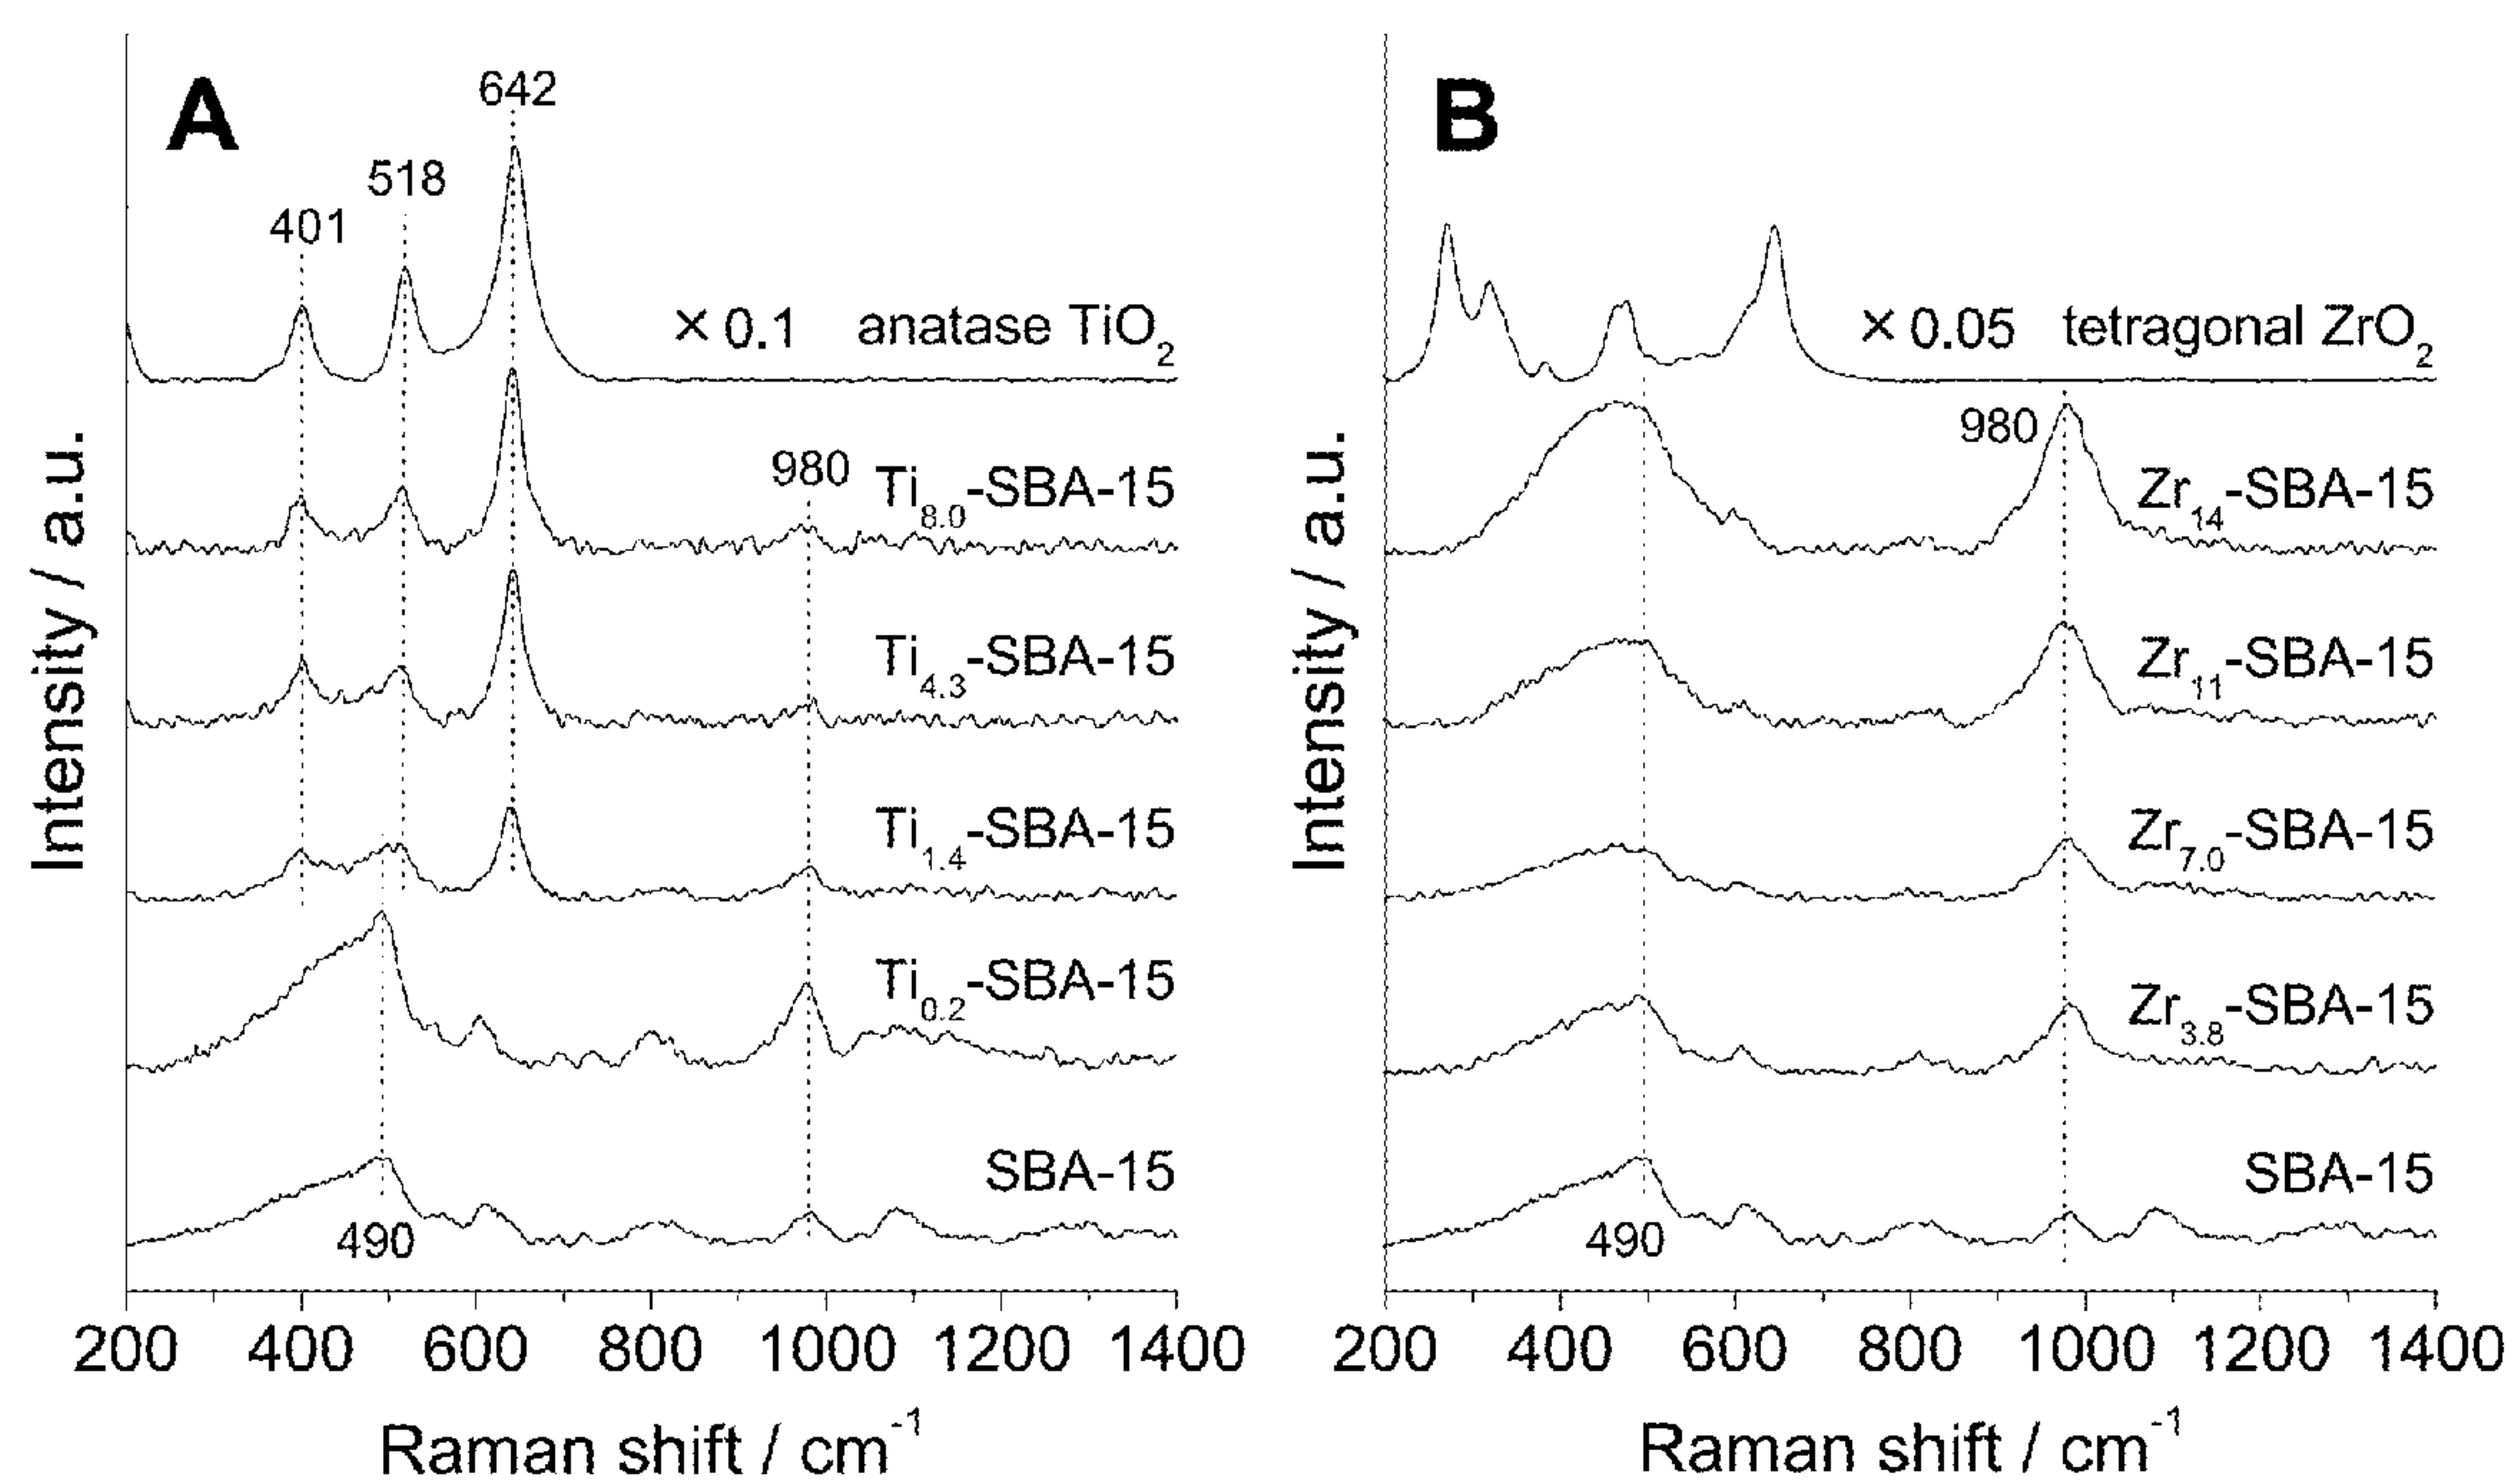 A
642
518
401
× 0.1 anatase TiO2
980 Ti8.0-SBA-15
Ti4.3-SBA-15
Ti1.4-SBA-15
Ti0.2-SBA-15
SBA-15
490
Intensity / a.u.
200 400 600 800 1000 1200 1400
Raman shift / cm-1
B
× 0.05 tetragonal ZrO2
980
Zr14-SBA-15
Zr11-SBA-15
Zr7.0-SBA-15
Zr3.8-SBA-15
SBA-15
490
Intensity / a.u.
200 400 600 800 1000 1200 1400
Raman shift / cm-1